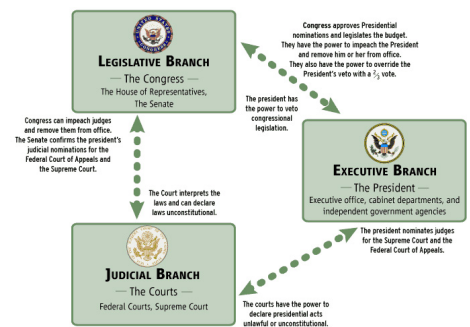 LEGISLATIVE BRANCH
— The Congress —
The House of Representatives,
The Senate
Congress approves Presidential
nominations and legislates the budget.
They have the power to impeach the President
and remove him or her from office.
They also have the power to override the
President's veto with a 2/3 vote.
The president has
the power to veto
congressional
legislation.
Congress can impeach judges
and remove them from office.
The Senate confirms the president's
judicial nominations for the
Federal Court of Appeals and
the Supreme Court.
EXECUTIVE BRANCH
— The President —
Executive office, cabinet departments, and
independent government agencies
The Court interprets the
laws and can declare
laws unconstitutional.
The president nominates judges
for the Supreme Court and the
Federal Court of Appeals.
JUDICIAL BRANCH
— The Courts —
Federal Courts, Supreme Court
The courts have the power to
declare presidential acts
unlawful or unconstitutional.